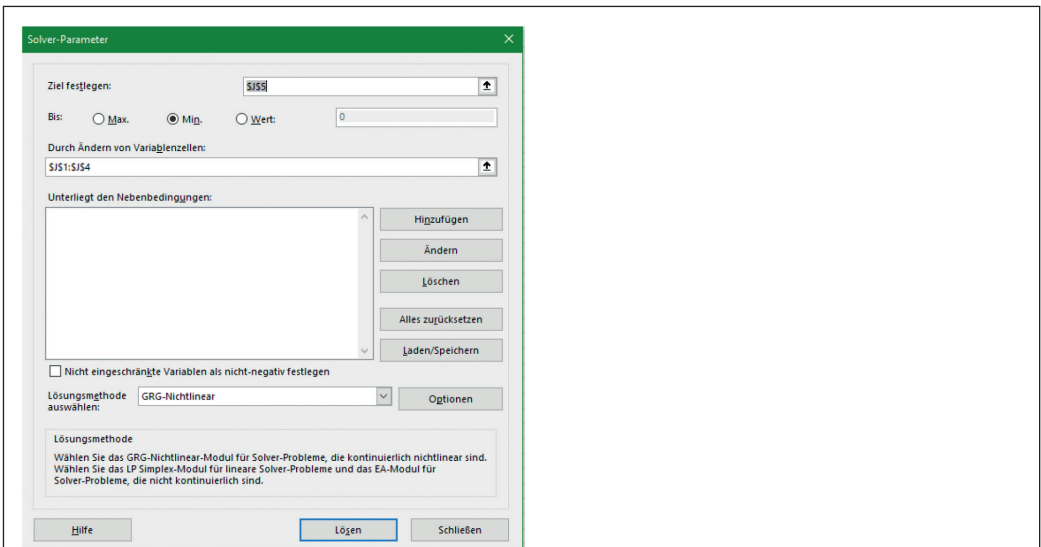 Solver-Parameter
Ziel festlegen: $J$5
Bis: Max. Min. Wert: 0
Durch Ändern von Variablenzellen:
$J$1:$J$4
Unterliegt den Nebenbedingungen:
Hinzufügen
Ändern
Löschen
Alles zurücksetzen
Laden/Speichern
Nicht eingeschränkte Variablen als nicht-negativ festlegen
Lösungsmethode
auswählen:
GRG-Nichtlinear
Optionen
Lösungsmethode
Wählen Sie das GRG-Nichtlinear-Modul für Solver-Probleme, die kontinuierlich nichtlinear sind.
Wählen Sie das LP Simplex-Modul für lineare Solver-Probleme und das EA-Modul für
Solver-Probleme, die nicht kontinuierlich sind.
Hilfe Lösen Schließen